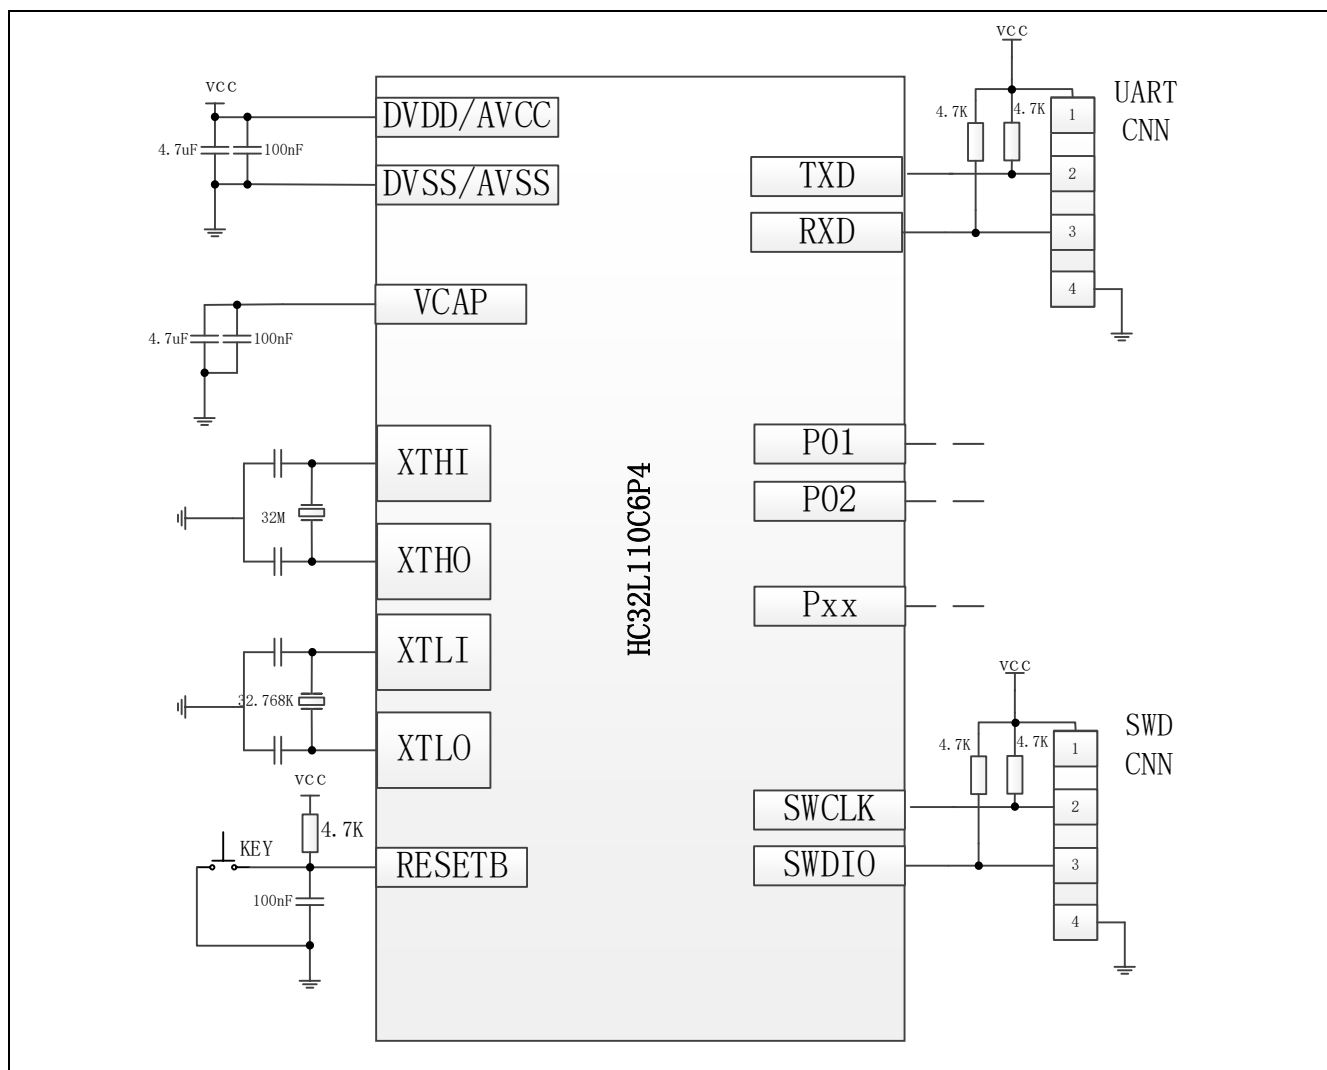 VCC
DVDD/AVCC
4.7uF
100nF
DVSS/AVSS
VCAP
4.7uF
100nF
XTHI
32M
XTHO
XTLI
32.768K
XTLO
VCC
4.7K
KEY
RESETB
100nF
HC32L110C6P4
VCC
UART
CNN
4.7K
4.7K
1
TXD
2
RXD
3
4
P01
P02
Pxx
VCC
SWD
CNN
4.7K
4.7K
1
SWCLK
2
SWDIO
3
4